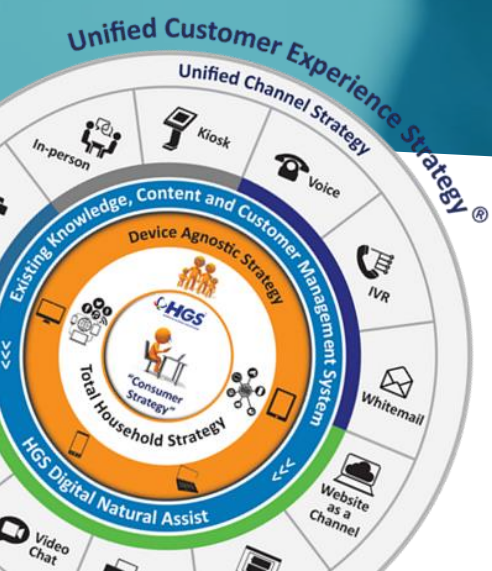 Unified Customer Experience Strategy®
Unified Channel Strategy
In-person
Kiosk
Voice
IVR
Whitemail
Website
as a
Channel
Video
Chat
Existing Knowledge, Content and Customer Management System
HGS Digital Natural Assist
Device Agnostic Strategy
Total Household Strategy
HGS
"Consumer
Strategy"